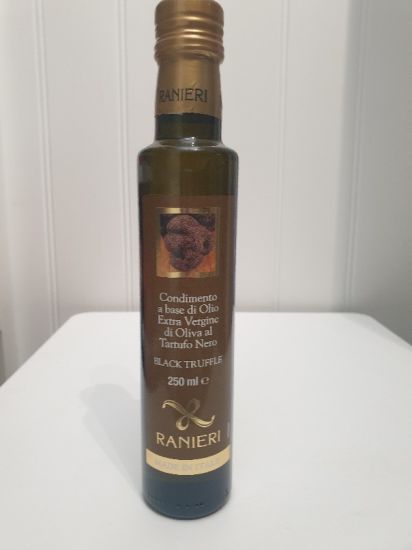 RANIERI
Condimento
a base di Olio
Extra Vergine
di Oliva al
Tartufo Nero
BLACK TRUFFLE
250 ml ℮
RANIERI
MADE IN ITALY